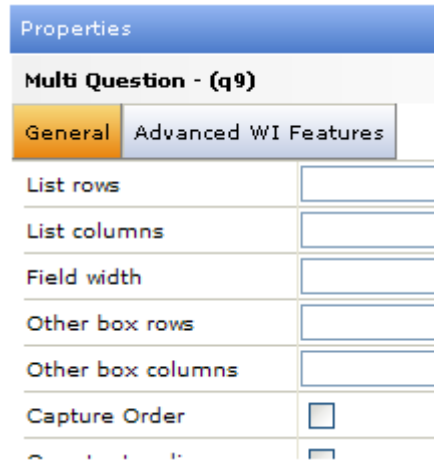 Properties
Multi Question - (q9)
General Advanced WI Features
List rows
List columns
Field width
Other box rows
Other box columns
Capture Order